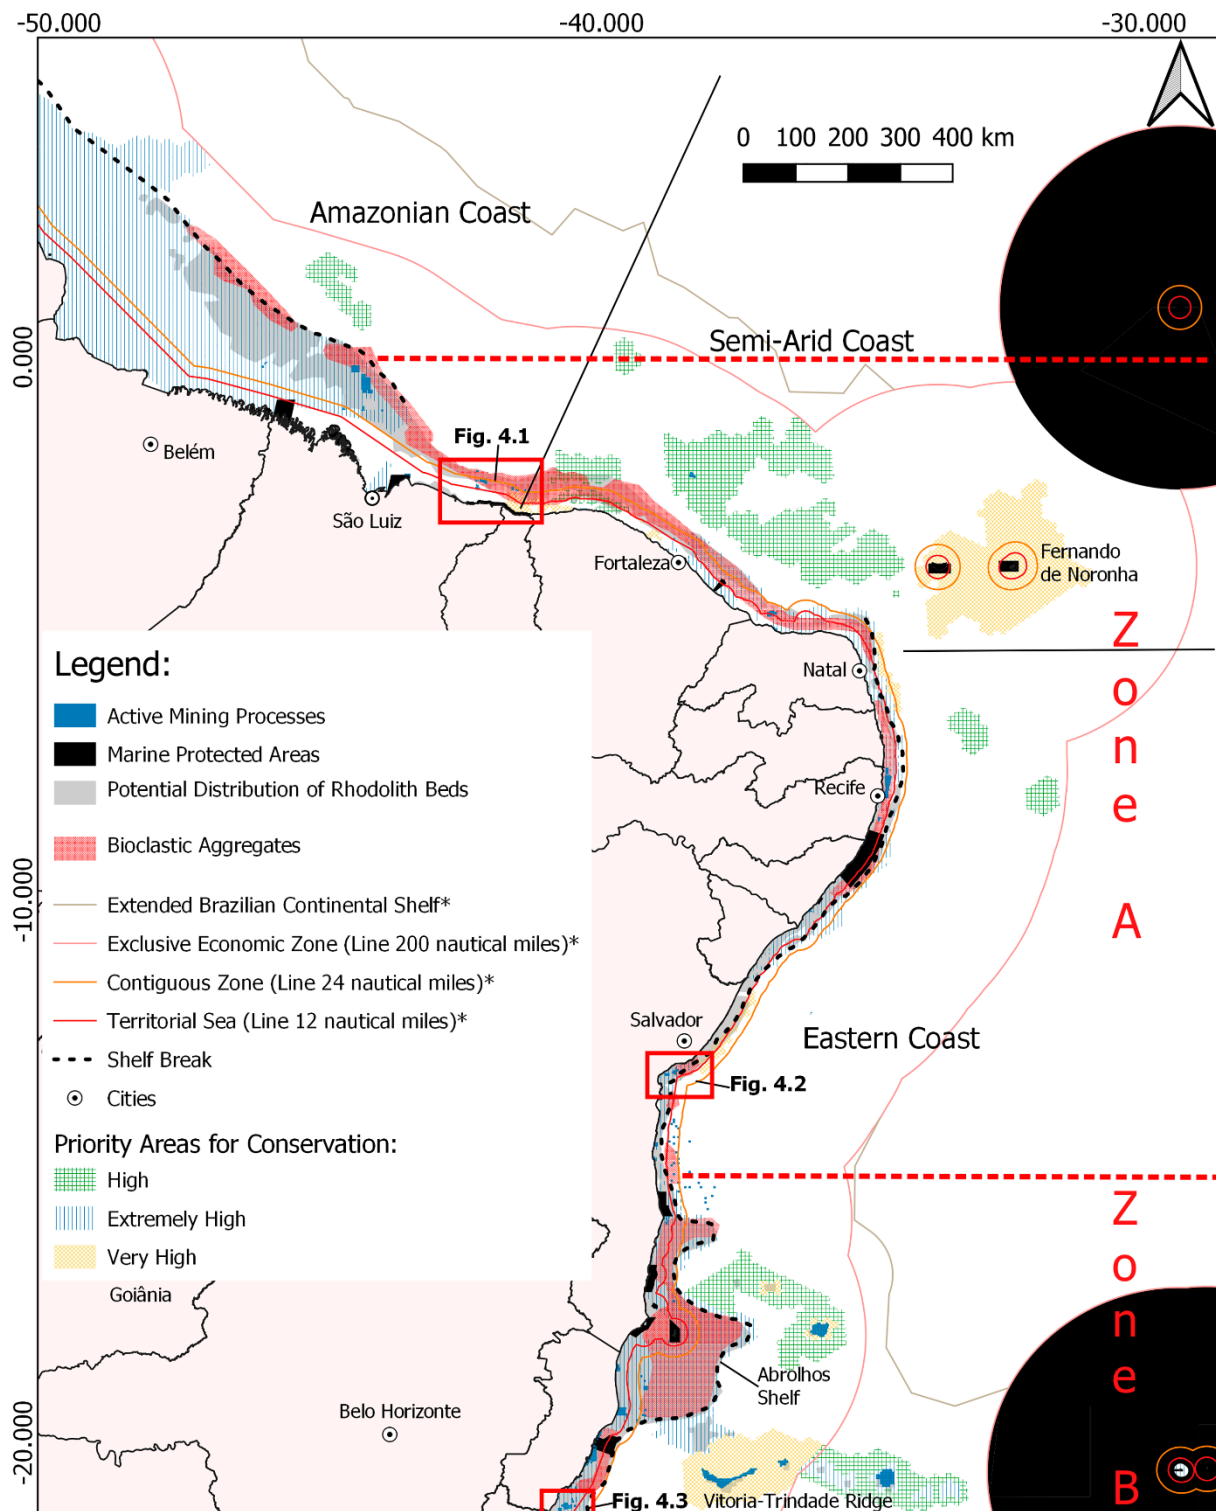 -50.000
-40.000
-30.000
0 100 200 300 400 km
Amazonian Coast
Semi-Arid Coast
0.000
Belém
Fig. 4.1
São Luiz
Fortaleza
Fernando
de Noronha
Natal
Recife
Zone A
-10.000
Legend:
Active Mining Processes
Marine Protected Areas
Potential Distribution of Rhodolith Beds
Bioclastic Aggregates
Extended Brazilian Continental Shelf*
Exclusive Economic Zone (Line 200 nautical miles)*
Contiguous Zone (Line 24 nautical miles)*
Territorial Sea (Line 12 nautical miles)*
Shelf Break
Cities
Priority Areas for Conservation:
High
Extremely High
Very High
Salvador
Eastern Coast
Fig. 4.2
Zone B
Goiânia
Abrolhos
Shelf
Belo Horizonte
-20.000
Fig. 4.3
Vitoria-Trindade Ridge